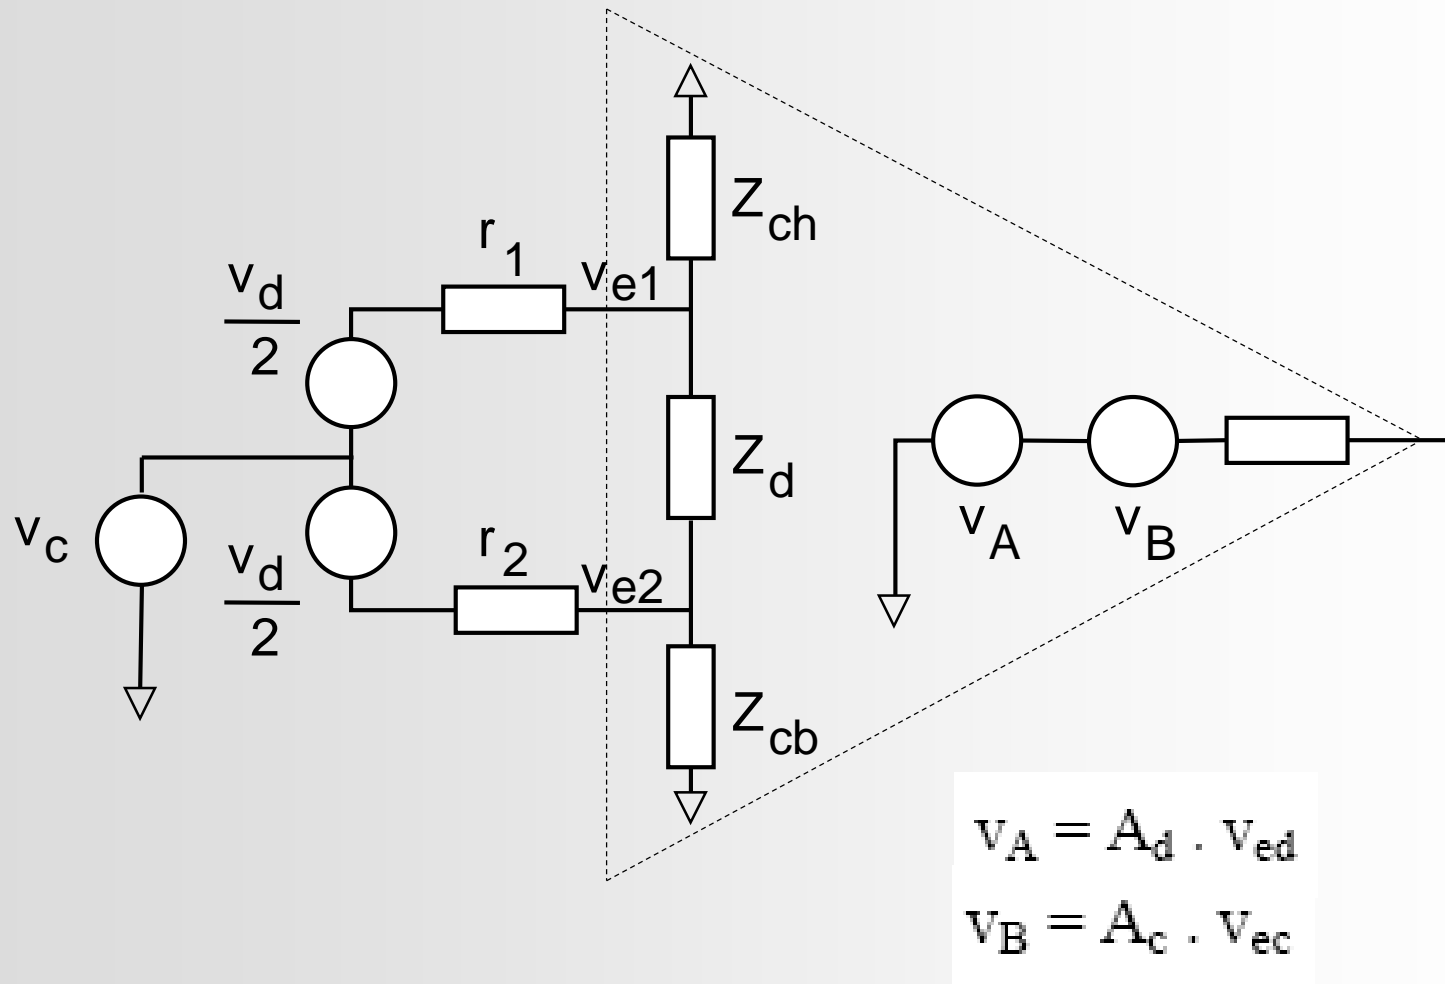 Z_ch
r_1
v_e1
v_d
2
Z_d
v_c
v_d
2
r_2
v_e2
v_A
v_B
Z_cb
v_A = A_d . v_ed
v_B = A_c . v_ec